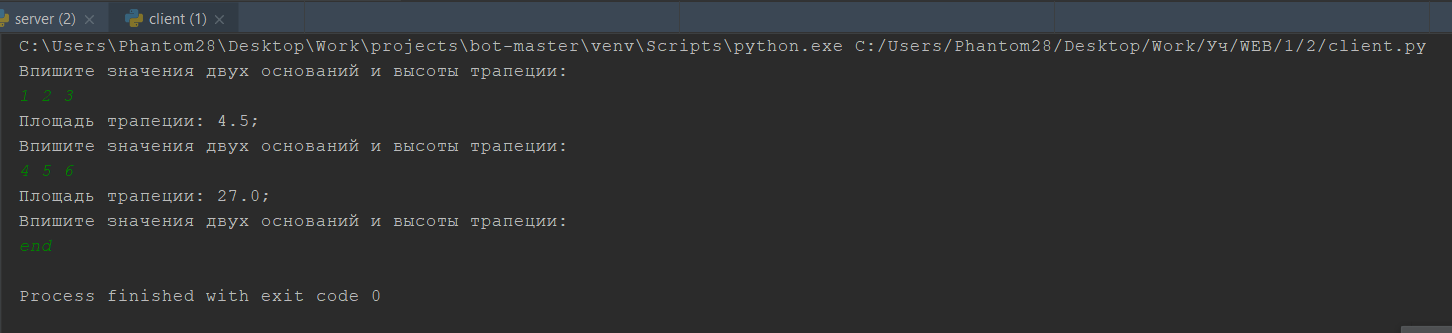 server (2) × client (1) ×
C:\Users\Phantom28\Desktop\Work\projects\bot-master\venv\Scripts\python.exe C:/Users/Phantom28/Desktop/Work/Уч/WEB/1/2/client.py
Впишите значения двух оснований и высоты трапеции:
1 2 3
Площадь трапеции: 4.5;
Впишите значения двух оснований и высоты трапеции:
4 5 6
Площадь трапеции: 27.0;
Впишите значения двух оснований и высоты трапеции:
end
Process finished with exit code 0